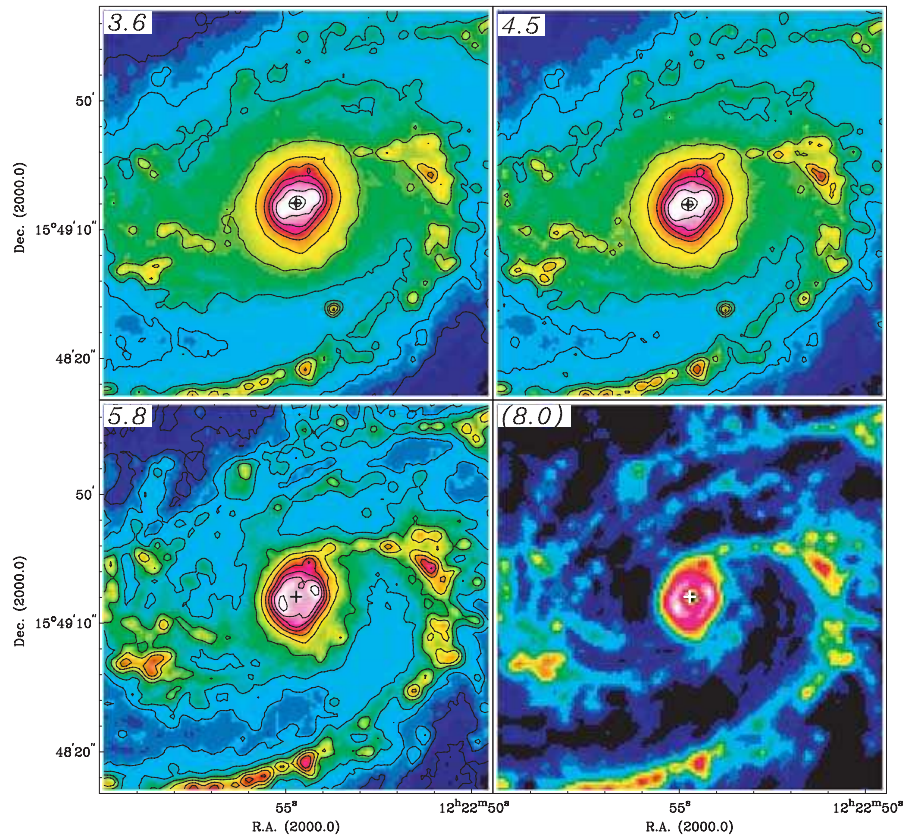 3.6
4.5
50′
Dec. (2000.0)
15°49′10″
48′20″
5.8
(8.0)
50′
Dec. (2000.0)
15°49′10″
48′20″
55ˢ
12ʰ22ᵐ50ˢ
55ˢ
12ʰ22ᵐ50ˢ
R.A. (2000.0)
R.A. (2000.0)